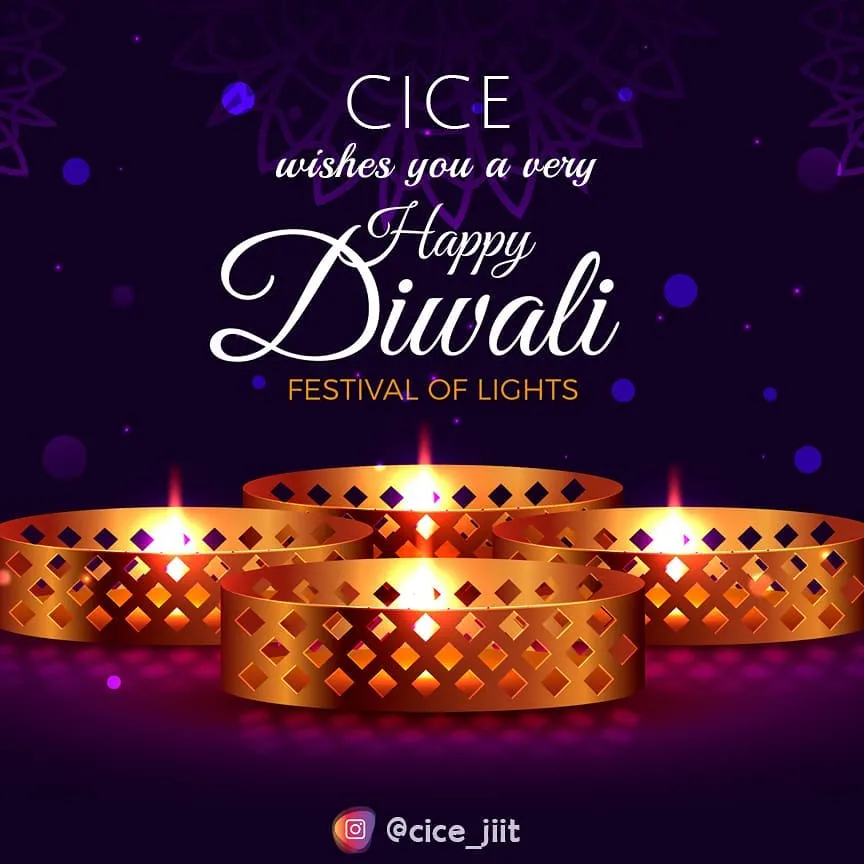 CICE
wishes you a very
Happy
Diwali
FESTIVAL OF LIGHTS
@cice_jiit